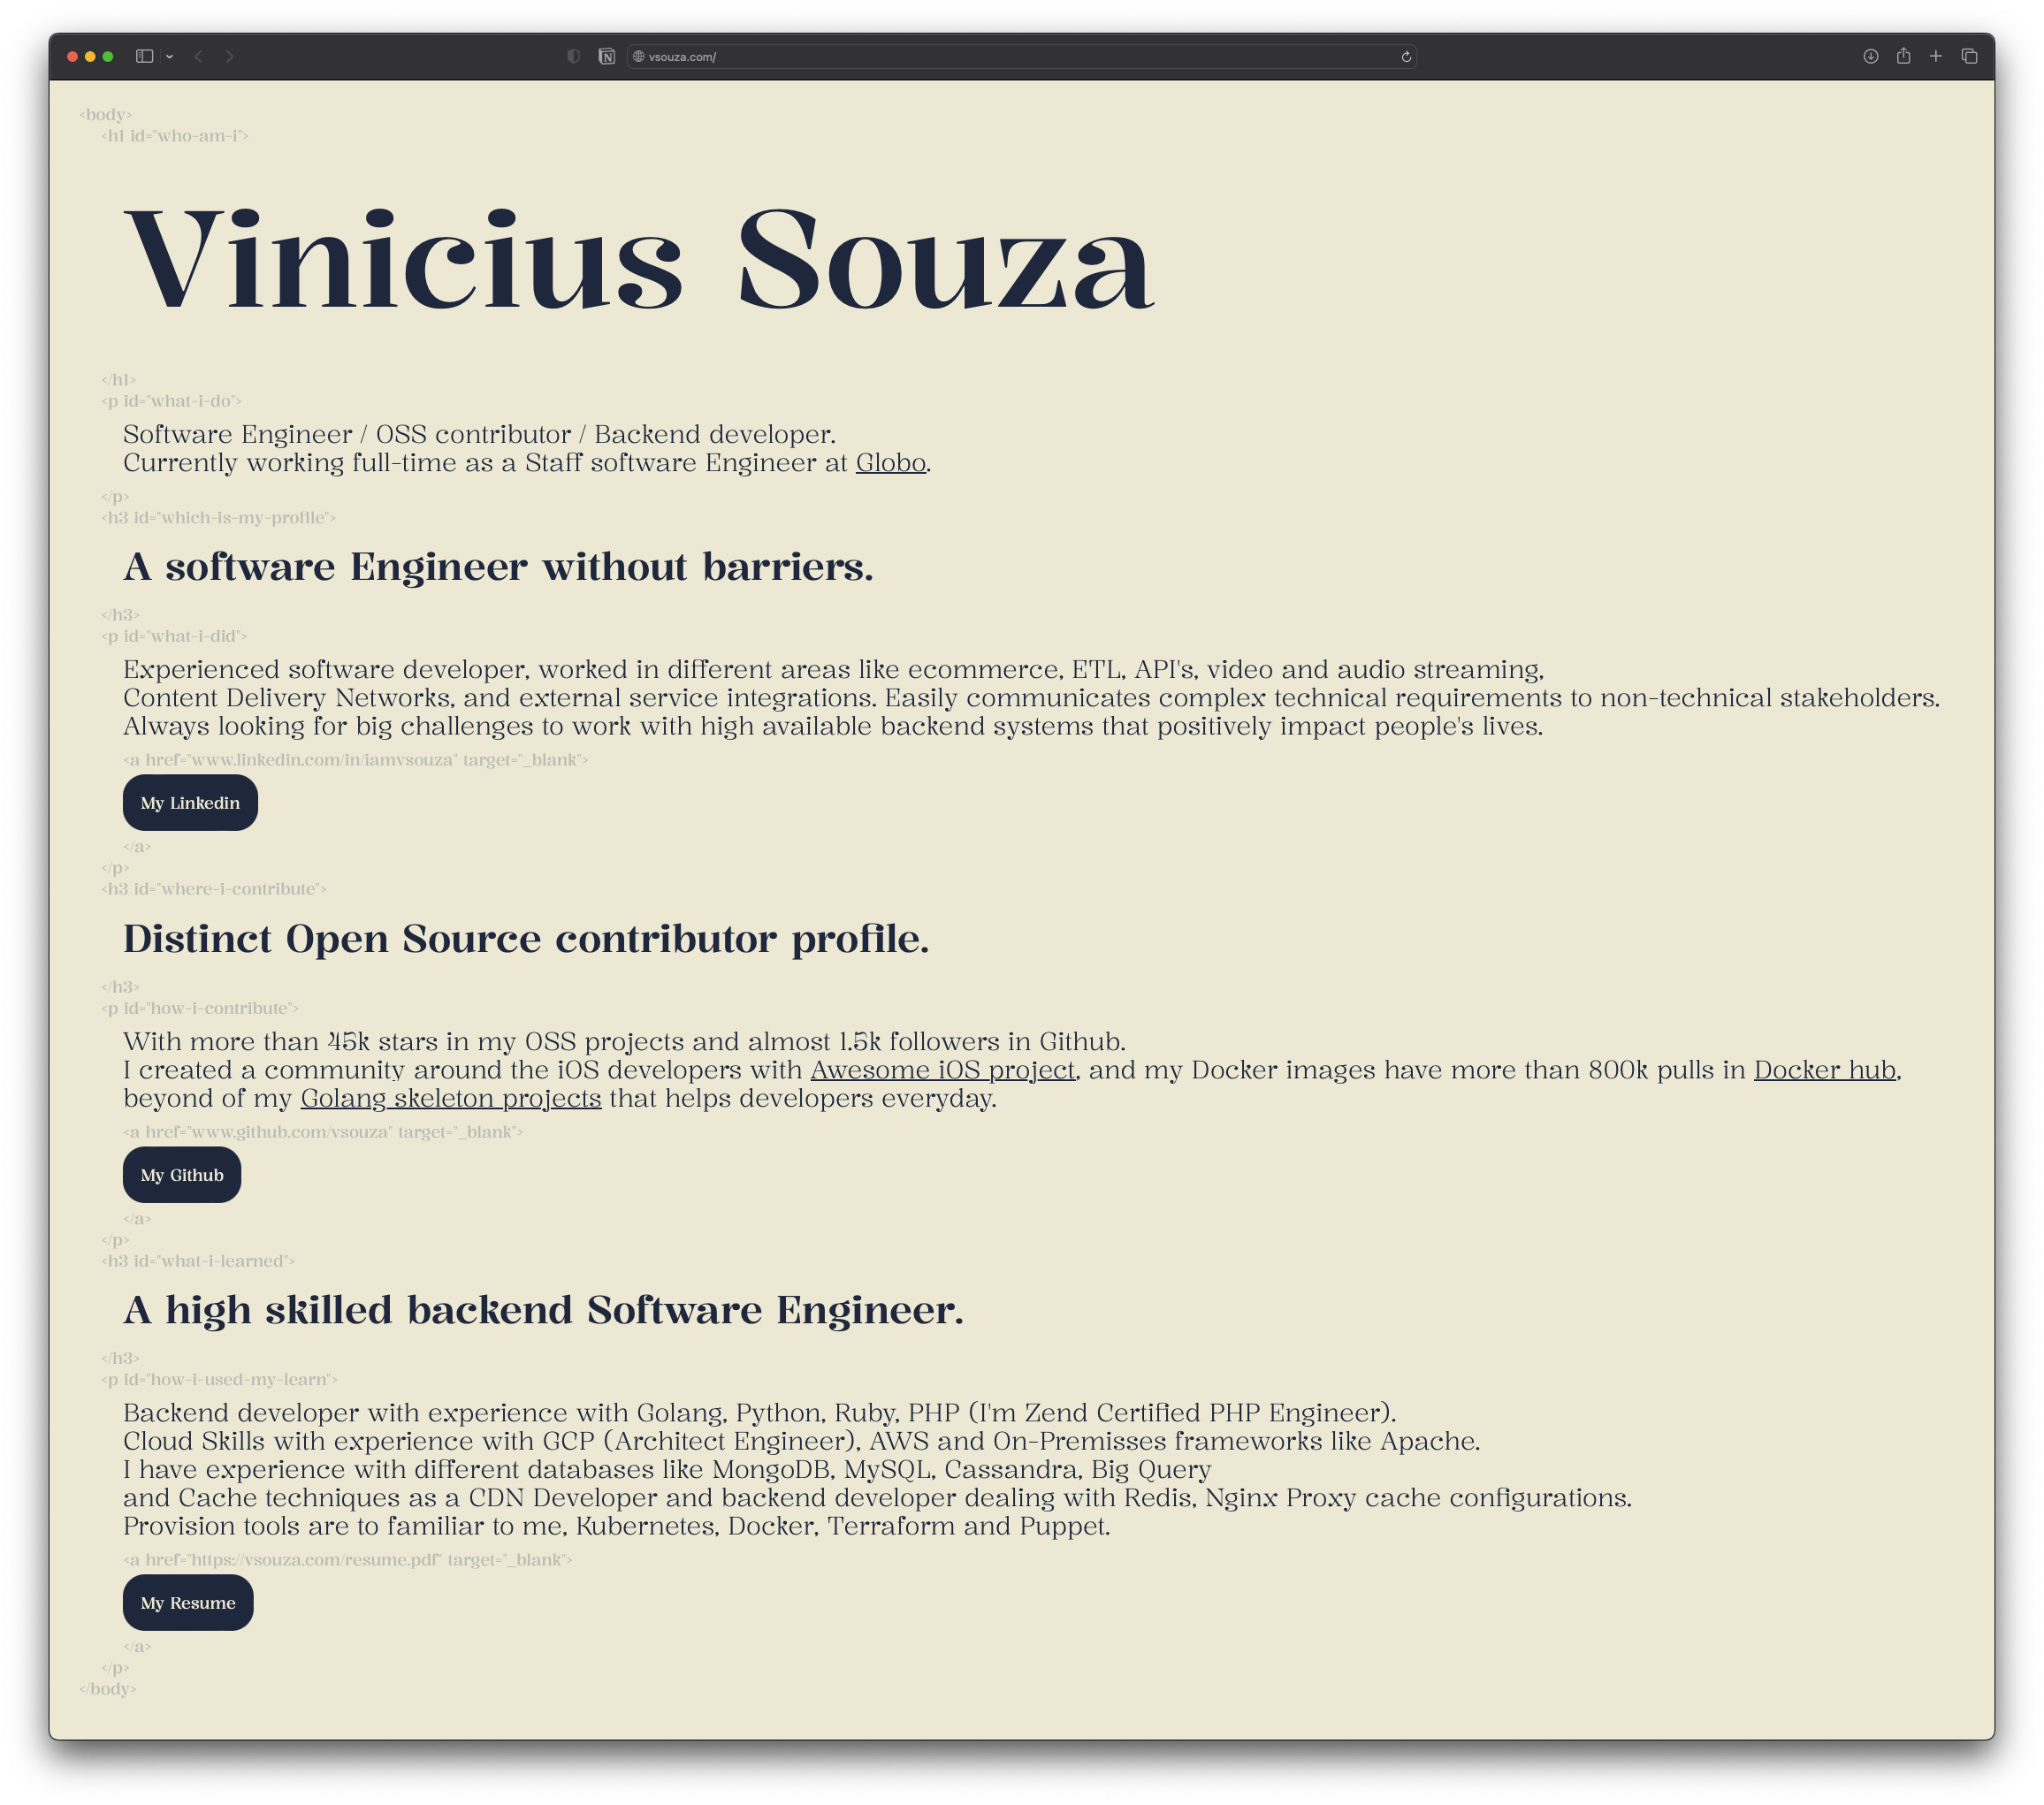 vsouza.com/
<body>
<h1 id="who-am-i">
Vinicius Souza
</h1>
<p id="what-i-do">
Software Engineer / OSS contributor / Backend developer.
Currently working full-time as a Staff software Engineer at Globo.
</p>
<h3 id="which-is-my-profile">
A software Engineer without barriers.
</h3>
<p id="what-i-did">
Experienced software developer, worked in different areas like ecommerce, ETL, API's, video and audio streaming,
Content Delivery Networks, and external service integrations. Easily communicates complex technical requirements to non-technical stakeholders.
Always looking for big challenges to work with high available backend systems that positively impact people's lives.
<a href="www.linkedin.com/in/iamvsouza" target="_blank">
My Linkedin
</a>
</p>
<h3 id="where-i-contribute">
Distinct Open Source contributor profile.
</h3>
<p id="how-i-contribute">
With more than 45k stars in my OSS projects and almost 1.5k followers in Github.
I created a community around the iOS developers with Awesome iOS project, and my Docker images have more than 800k pulls in Docker hub,
beyond of my Golang skeleton projects that helps developers everyday.
<a href="www.github.com/vsouza" target="_blank">
My Github
</a>
</p>
<h3 id="what-i-learned">
A high skilled backend Software Engineer.
</h3>
<p id="how-i-used-my-learn">
Backend developer with experience with Golang, Python, Ruby, PHP (I'm Zend Certified PHP Engineer).
Cloud Skills with experience with GCP (Architect Engineer), AWS and On-Premisses frameworks like Apache.
I have experience with different databases like MongoDB, MySQL, Cassandra, Big Query
and Cache techniques as a CDN Developer and backend developer dealing with Redis, Nginx Proxy cache configurations.
Provision tools are to familiar to me, Kubernetes, Docker, Terraform and Puppet.
<a href="https://vsouza.com/resume.pdf" target="_blank">
My Resume
</a>
</p>
</body>